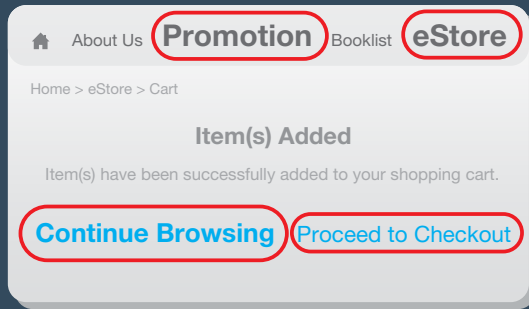 About Us Promotion Booklist eStore
Home > eStore > Cart
Item(s) Added
Item(s) have been successfully added to your shopping cart.
Continue Browsing Proceed to Checkout